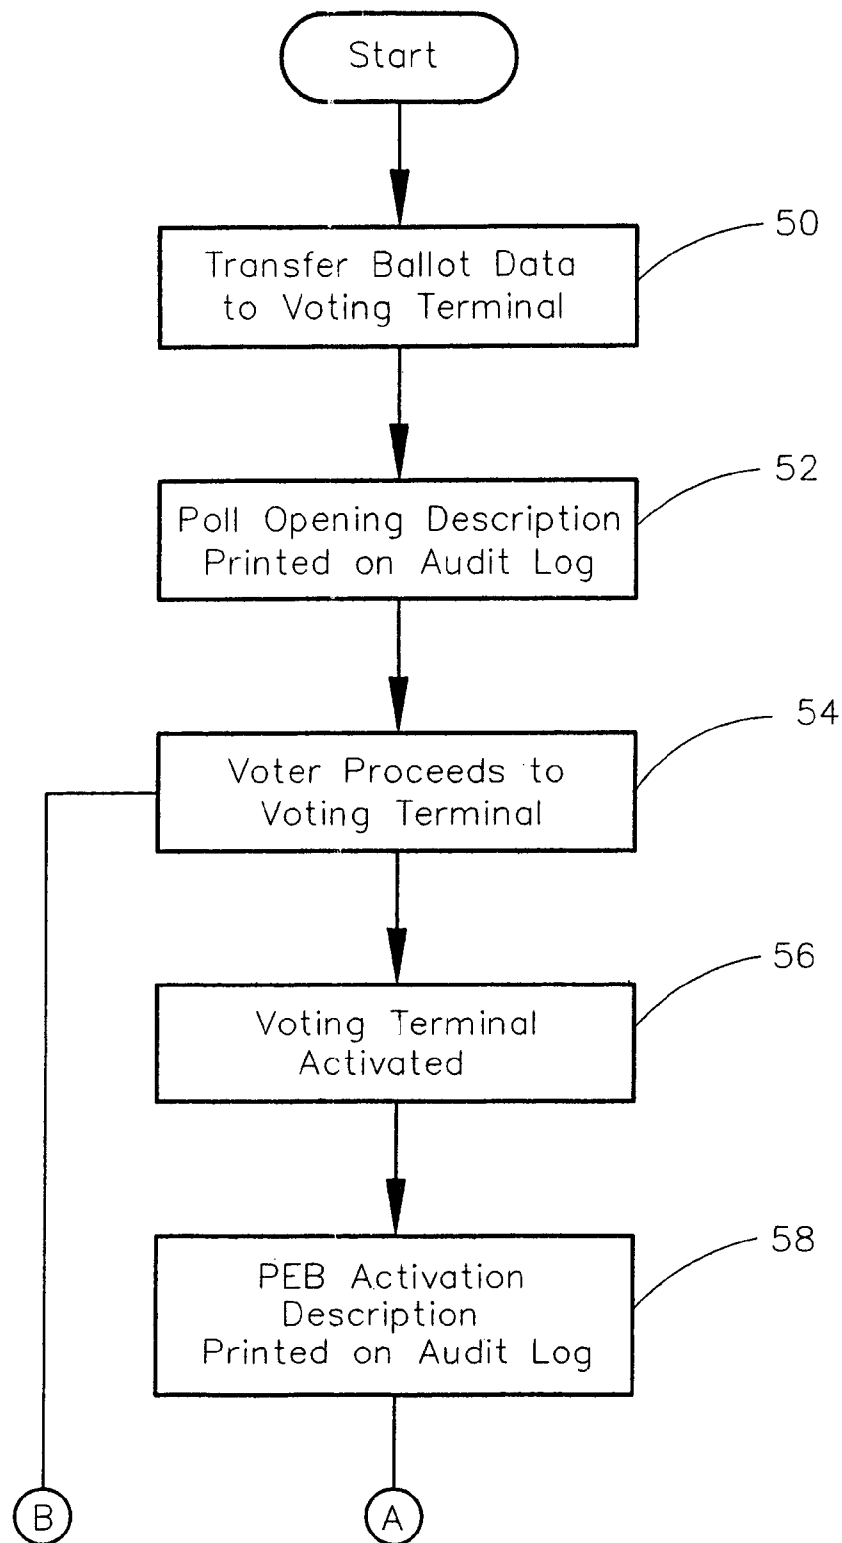 Start
50
Transfer Ballot Data
to Voting Terminal
52
Poll Opening Description
Printed on Audit Log
54
Voter Proceeds to
Voting Terminal
56
Voting Terminal
Activated
58
PEB Activation
Description
Printed on Audit Log
B
A